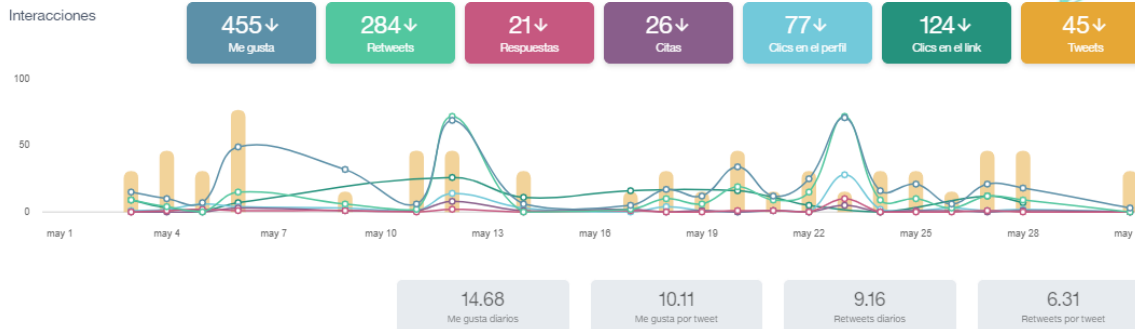 Interacciones
455↓ 284↓ 21↓ 26↓ 77↓ 124↓ 45↓
Me gusta Retweets Respuestas Citas Clics en el perfil Clics en el link Tweets
100
50
0
may 1 may 4 may 7 may 10 may 13 may 16 may 19 may 22 may 25 may 28 may
14.68 10.11 9.16 6.31
Me gusta diarios Me gusta por tweet Retweets diarios Retweets por tweet